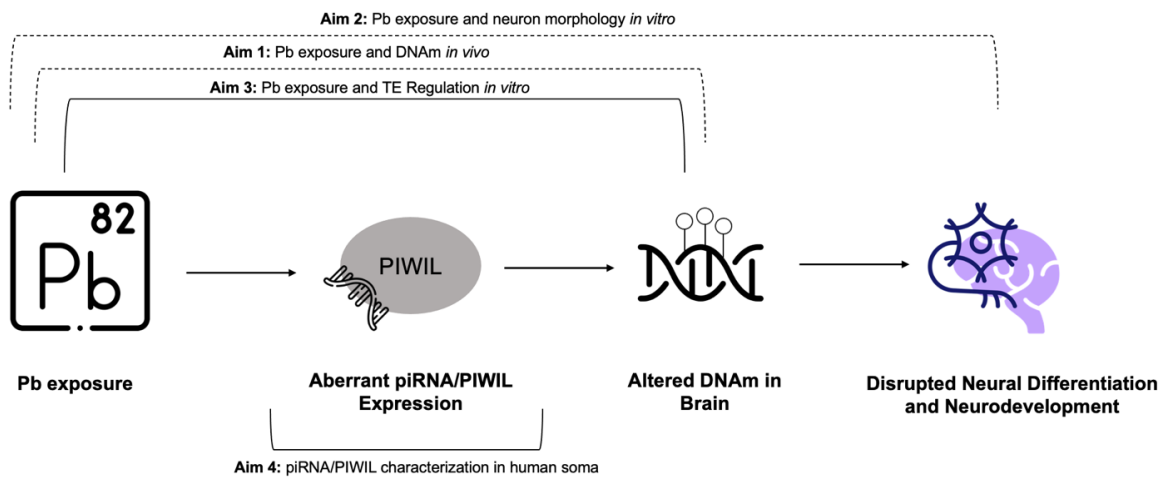 Aim 2: Pb exposure and neuron morphology in vitro
Aim 1: Pb exposure and DNAm in vivo
Aim 3: Pb exposure and TE Regulation in vitro
82
Pb
PIWIL
Pb exposure
Aberrant piRNA/PIWIL
Expression
Altered DNAm in
Brain
Disrupted Neural Differentiation
and Neurodevelopment
Aim 4: piRNA/PIWIL characterization in human soma